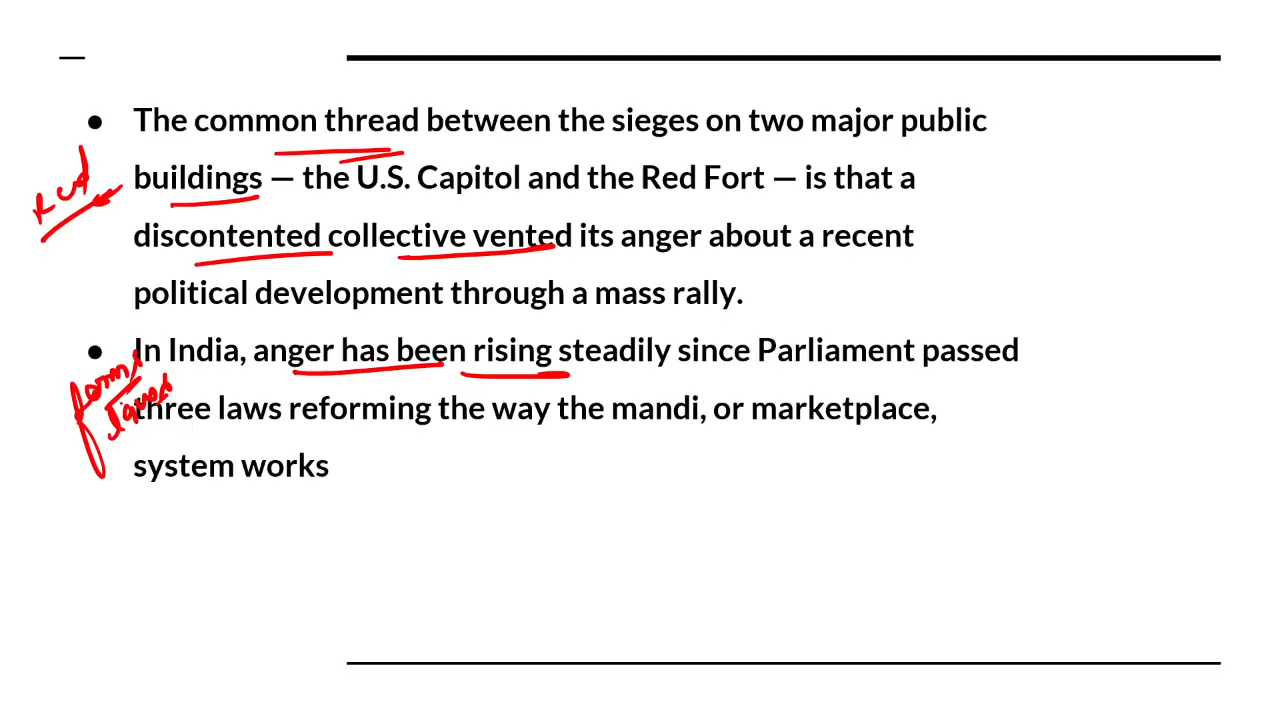 ● The common thread between the sieges on two major public
buildings — the U.S. Capitol and the Red Fort — is that a
discontented collective vented its anger about a recent
political development through a mass rally.
● In India, anger has been rising steadily since Parliament passed
three laws reforming the way the mandi, or marketplace,
system works